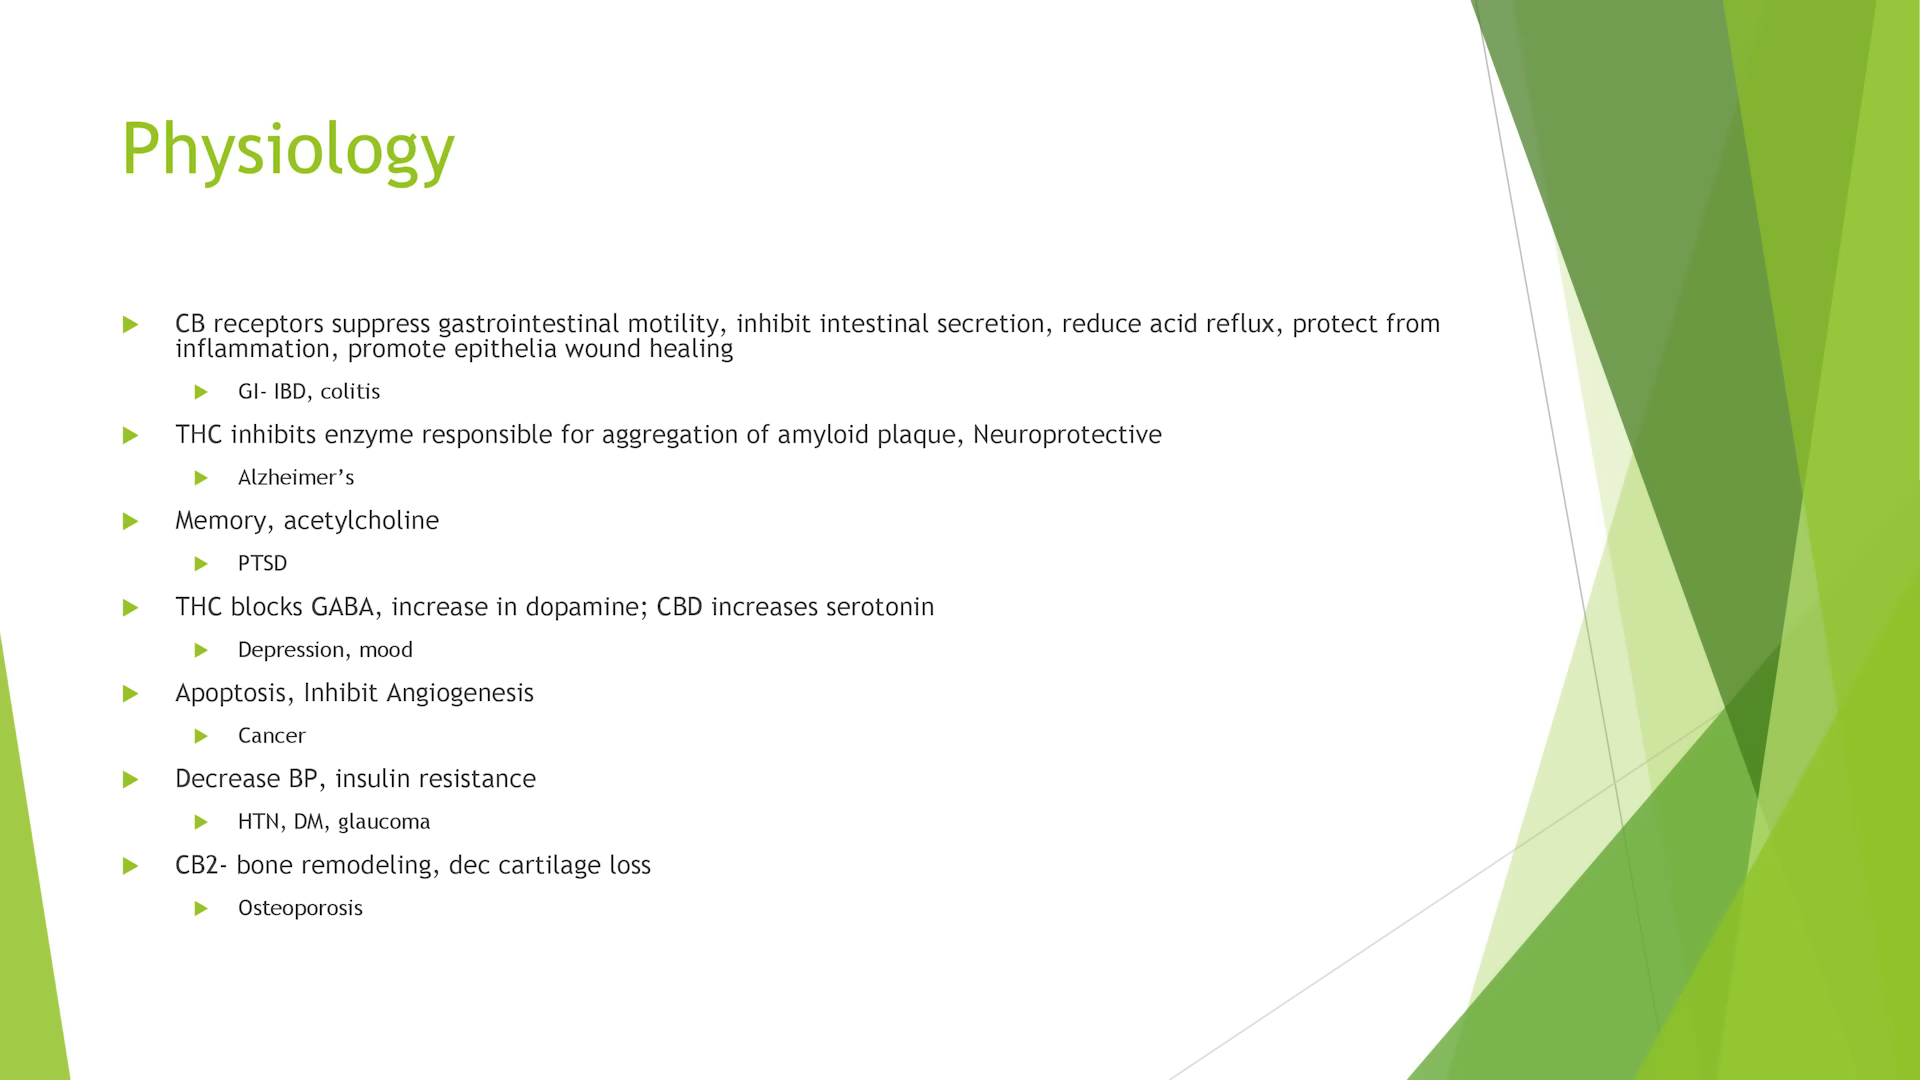 Physiology
CB receptors suppress gastrointestinal motility, inhibit intestinal secretion, reduce acid reflux, protect from
inflammation, promote epithelia wound healing
GI- IBD, colitis
THC inhibits enzyme responsible for aggregation of amyloid plaque, Neuroprotective
Alzheimer’s
Memory, acetylcholine
PTSD
THC blocks GABA, increase in dopamine; CBD increases serotonin
Depression, mood
Apoptosis, Inhibit Angiogenesis
Cancer
Decrease BP, insulin resistance
HTN, DM, glaucoma
CB2- bone remodeling, dec cartilage loss
Osteoporosis